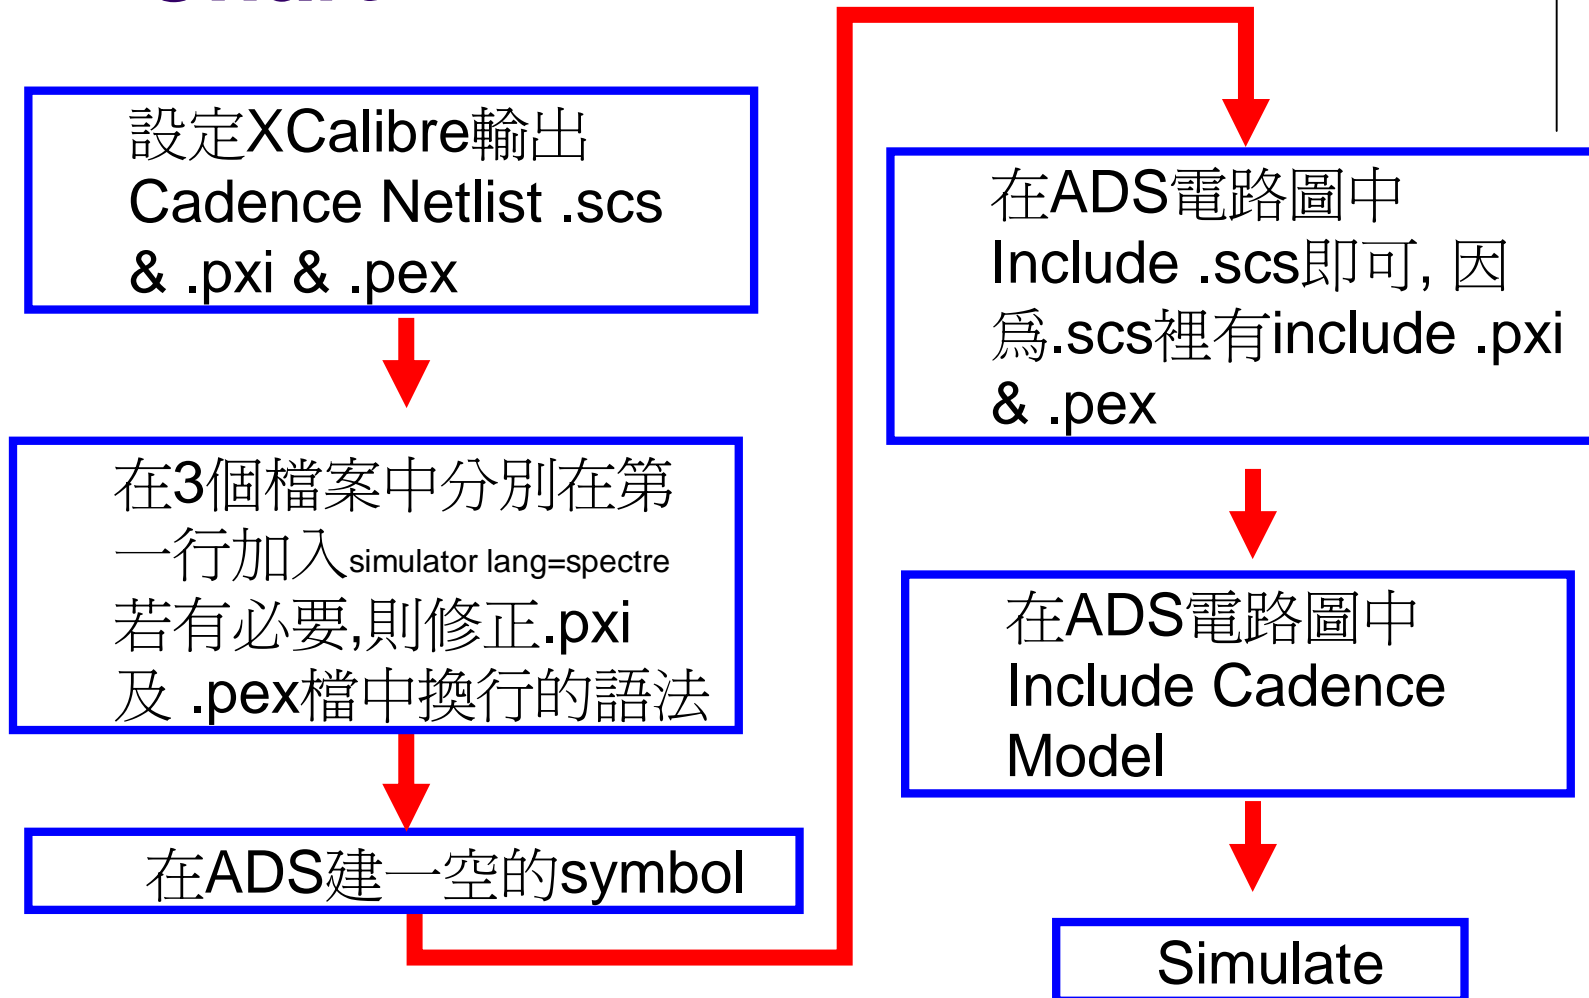 設定XCalibre輸出
Cadence Netlist .scs
& .pxi & .pex
在3個檔案中分別在第
一行加入simulator lang=spectre
若有必要,則修正.pxi
及 .pex檔中換行的語法
在ADS建一空的symbol
在ADS電路圖中
Include .scs即可, 因
爲.scs裡有include .pxi
& .pex
在ADS電路圖中
Include Cadence
Model
Simulate